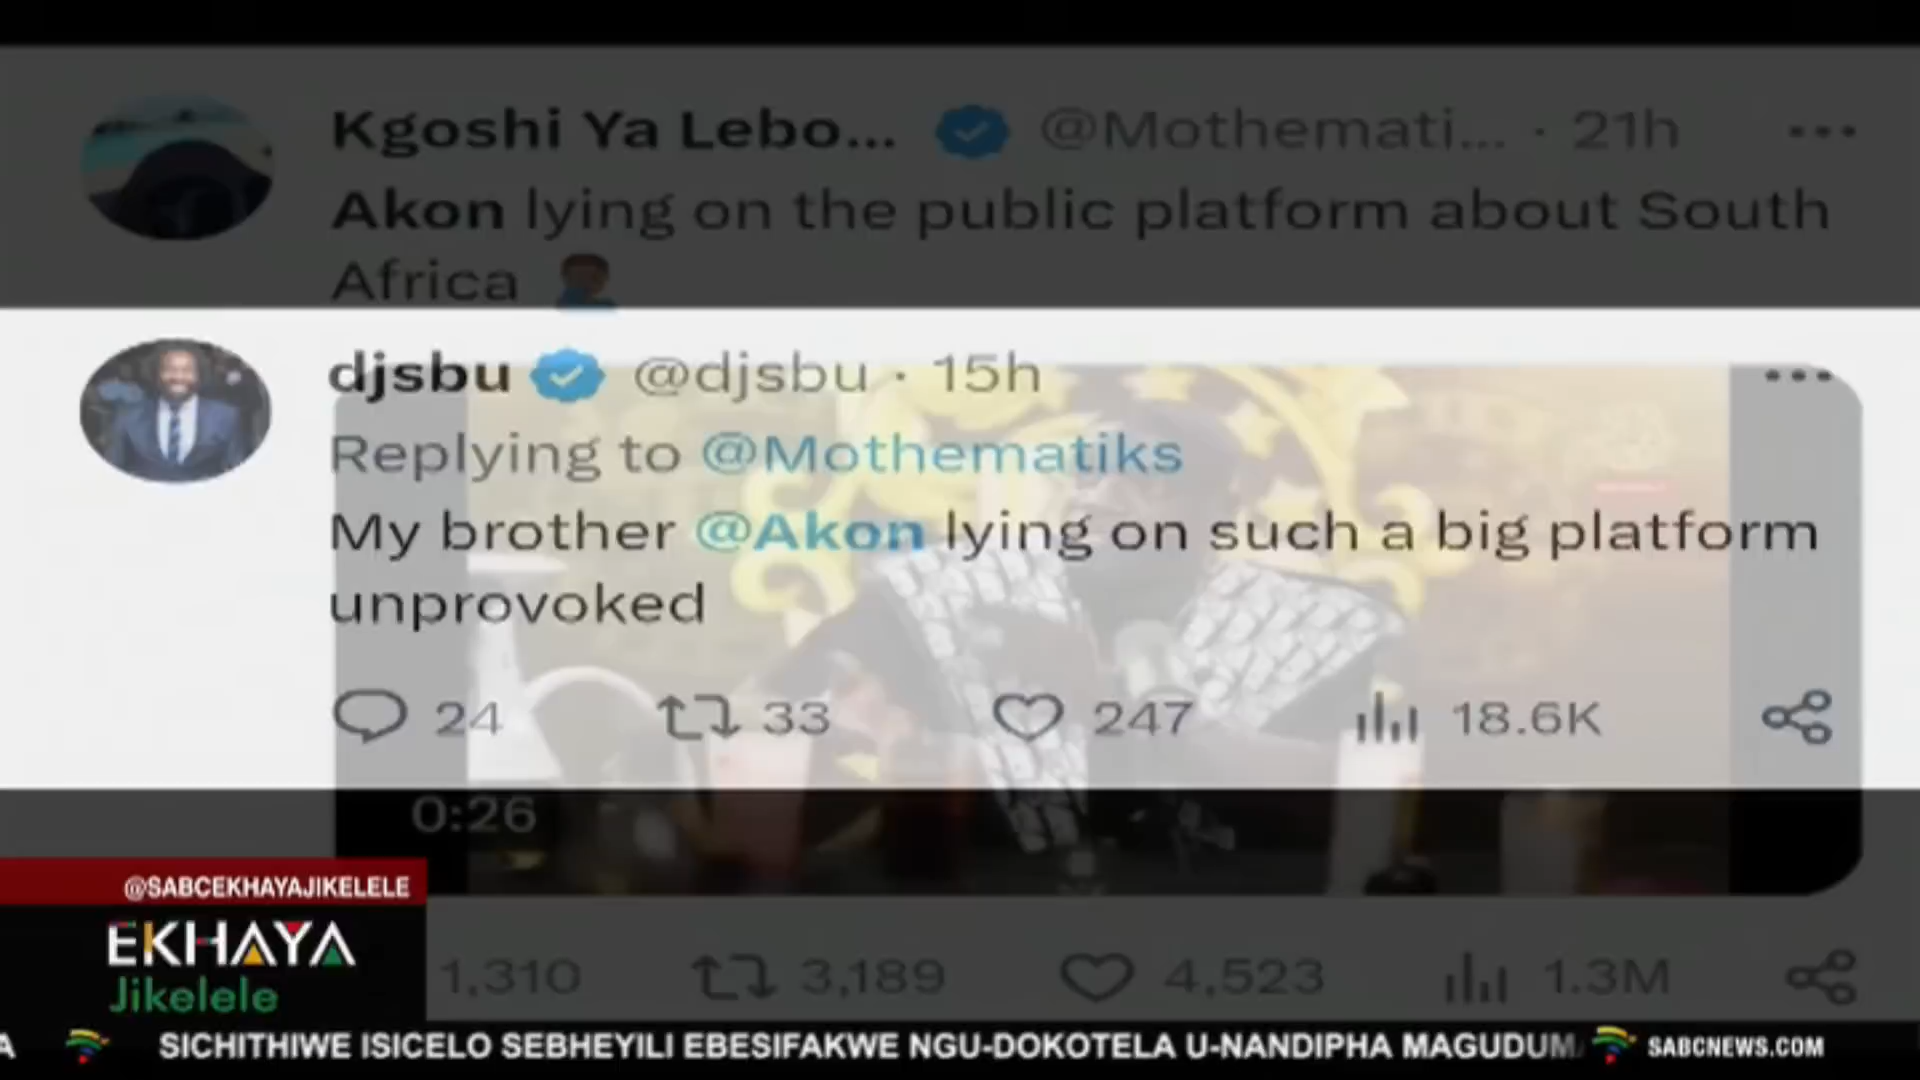 Kgoshi Ya Lebo... @Mothemati... · 21h ...
Akon lying on the public platform about South
Africa
djsbu @djsbu · 15h ...
Replying to @Mothematiks
My brother @Akon lying on such a big platform
unprovoked
24 33 247 18.6K
0:26
@SABCEKHAYAJIKELELE
EKHAYA
Jikelele
1,310 3,189 4,523 1.3M
A SICHITHIWE ISICELO SEBHEYILI EBESIFAKWE NGU-DOKOTELA U-NANDIPHA MAGUDUM SABCNEWS.COM